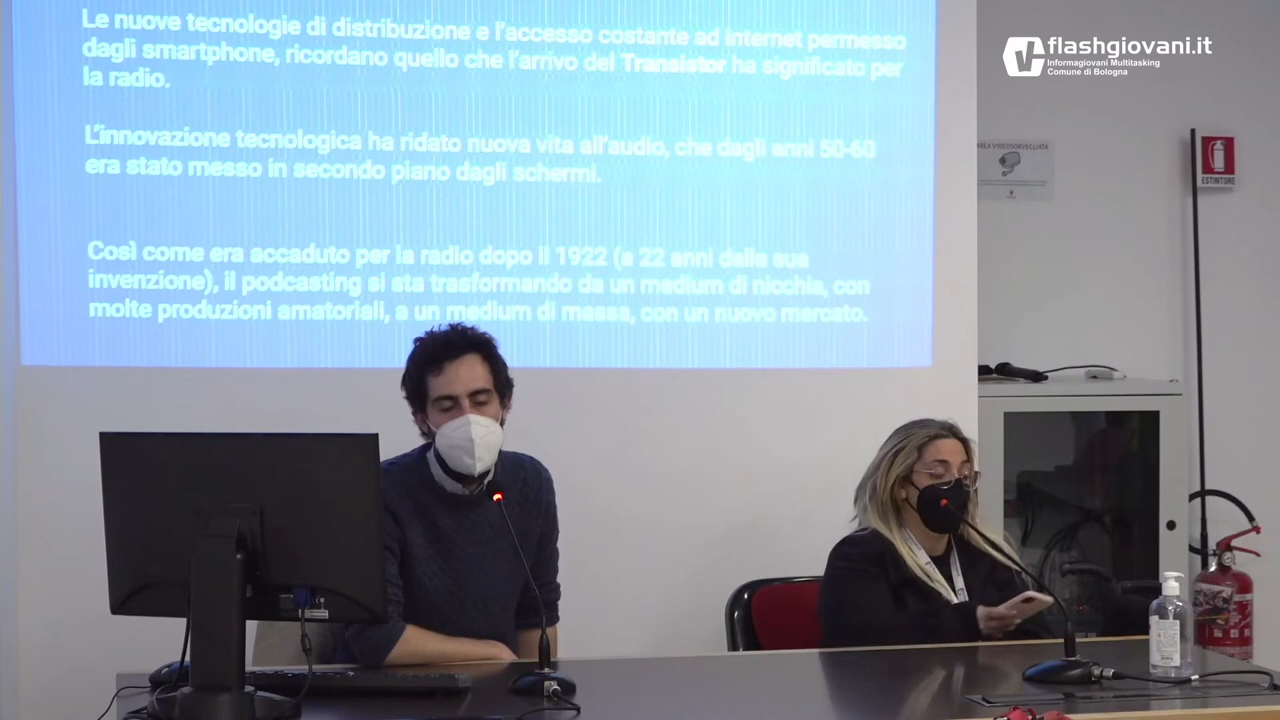 Le nuove tecnologie di distribuzione e l'accesso costante ad internet permesso
dagli smartphone, ricordano quello che l'arrivo del Transistor ha significato per
la radio.
L'innovazione tecnologica ha ridato nuova vita all'audio, che dagli anni 50-60
era stato messo in secondo piano dagli schermi.
Così come era accaduto per la radio dopo il 1922 (a 22 anni dalla sua
invenzione), il podcasting si sta trasformando da un medium di nicchia, con
molte produzioni amatoriali, a un medium di massa, con un nuovo mercato.
flashgiovani.it
Informagiovani Multitasking
Comune di Bologna
AREA VIDEOSORVEGLIATA
ESTINTORE